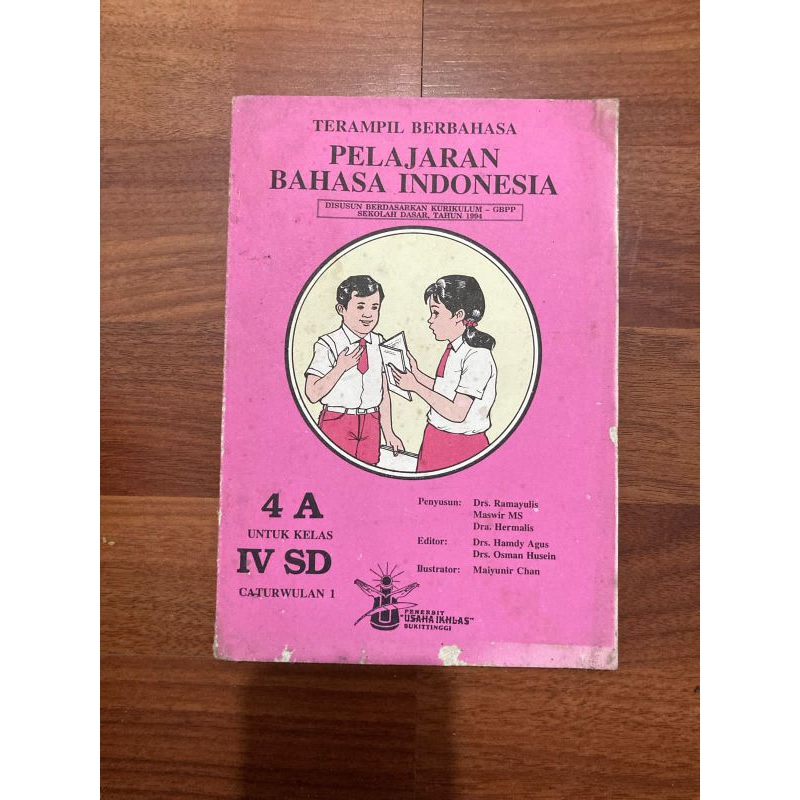 TERAMPIL BERBAHASA
PELAJARAN
BAHASA INDONESIA
DISUSUN BERDASARKAN KURIKULUM – GBPP
SEKOLAH DASAR, TAHUN 1994
4 A
UNTUK KELAS
IV SD
CATURWULAN 1
Penyusun: Drs. Ramayulis
Maswir MS
Dra. Hermalis
Editor: Drs. Hamdy Agus
Drs. Osman Husein
Ilustrator: Maiyunir Chan
PENERBIT
"USAHA IKHLAS"
BUKITTINGGI